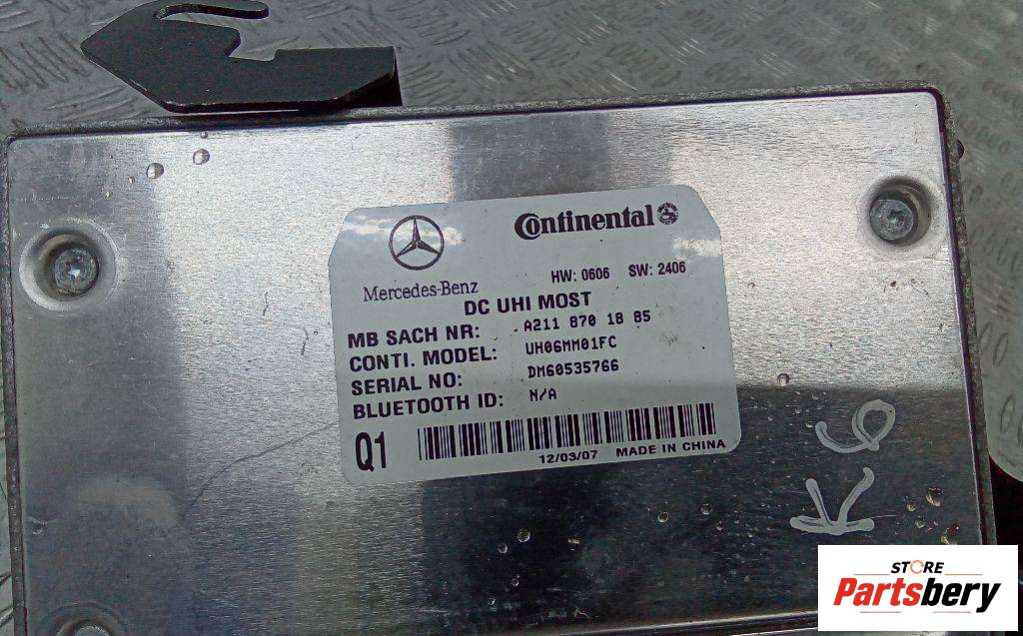 Continental
Mercedes-Benz
HW: 0606 SW: 2406
DC UHI MOST
MB SACH NR: A211 870 18 85
CONTI. MODEL: UH06MM01FC
SERIAL NO: DM60535766
BLUETOOTH ID: N/A
Q1
12/03/07 MADE IN CHINA
STORE
Partsbery